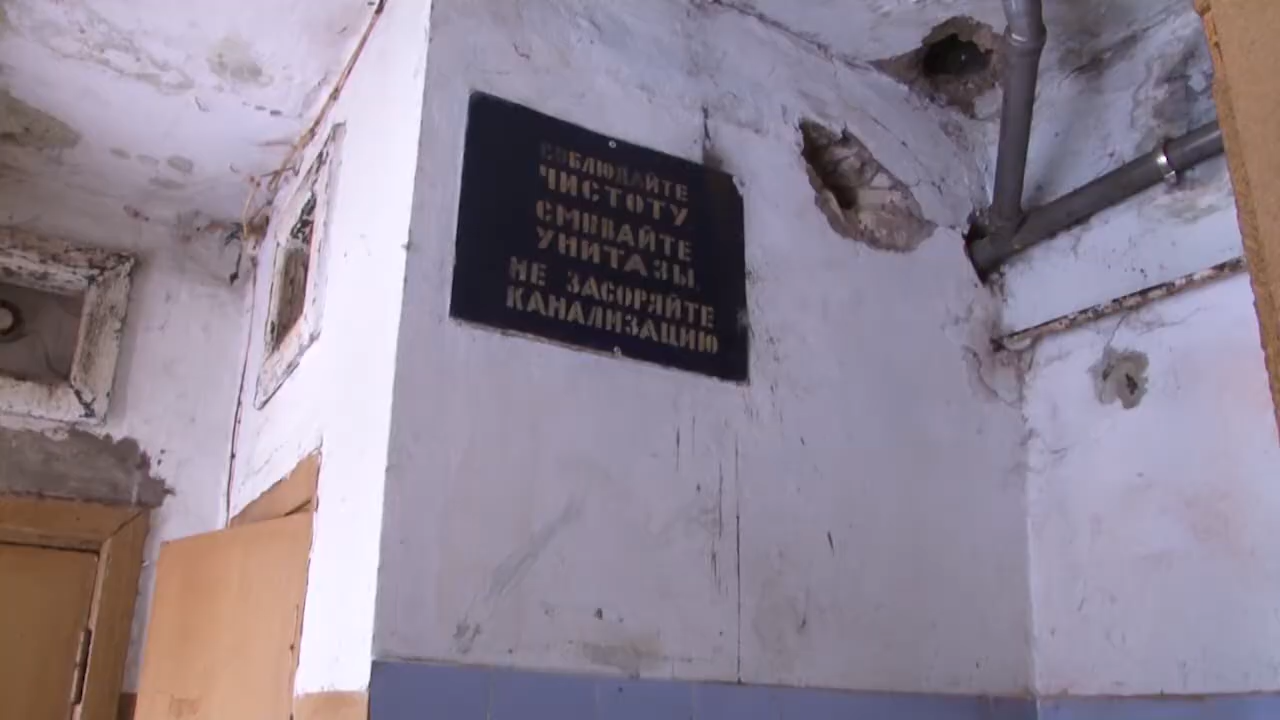 СОБЛЮДАЙТЕ
ЧИСТОТУ
СМЫВАЙТЕ
УНИТАЗЫ
НЕ ЗАСОРЯЙТЕ
КАНАЛИЗАЦИЮ